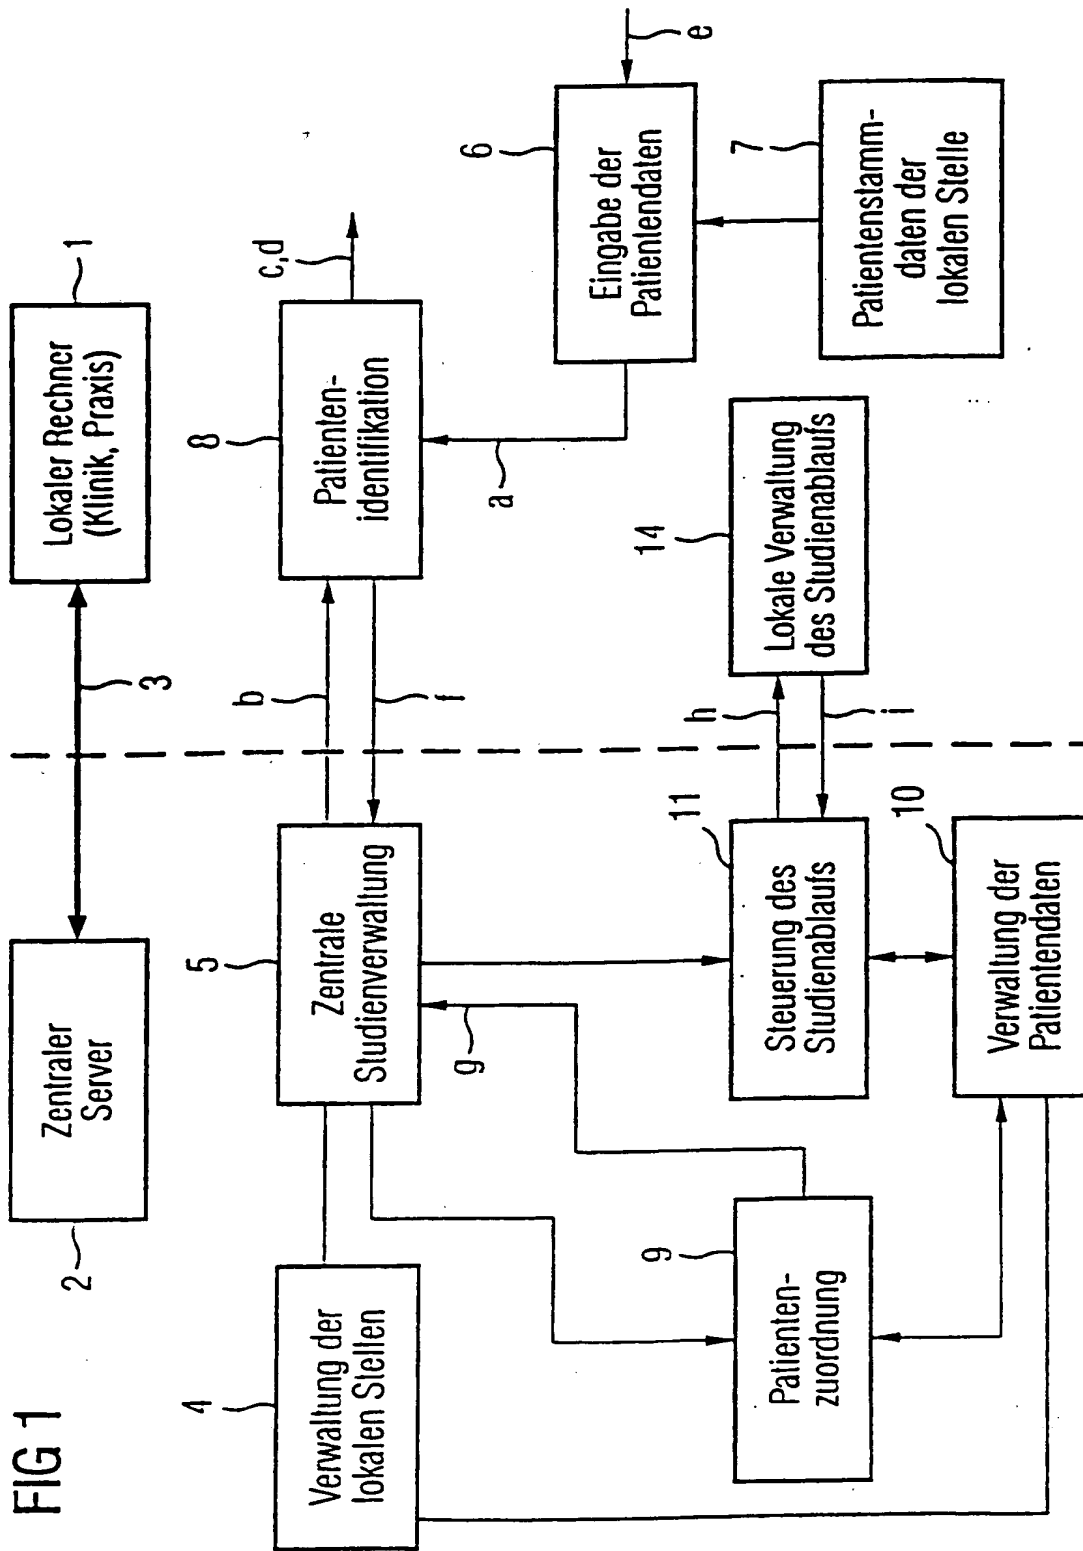 FIG 1
2
Zentraler
Server
3
1
Lokaler Rechner
(Klinik, Praxis)
4
Verwaltung der
lokalen Stellen
5
Zentrale
Studienverwaltung
b
f
8
Patienten-
identifikation
c,d
g
a
6
Eingabe der
Patientendaten
e
9
Patienten-
zuordnung
11
Steuerung des
Studienablaufs
h
i
14
Lokale Verwaltung
des Studienablaufs
7
Patientenstamm-
daten der
lokalen Stelle
10
Verwaltung der
Patientendaten